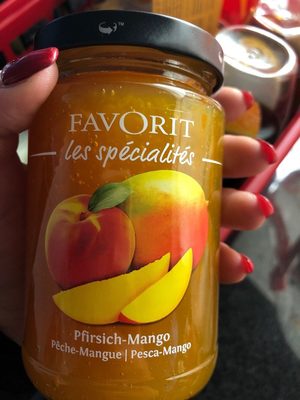 FAVORIT
les spécialités
Pfirsich-Mango
Pêche-Mangue | Pesca-Mango